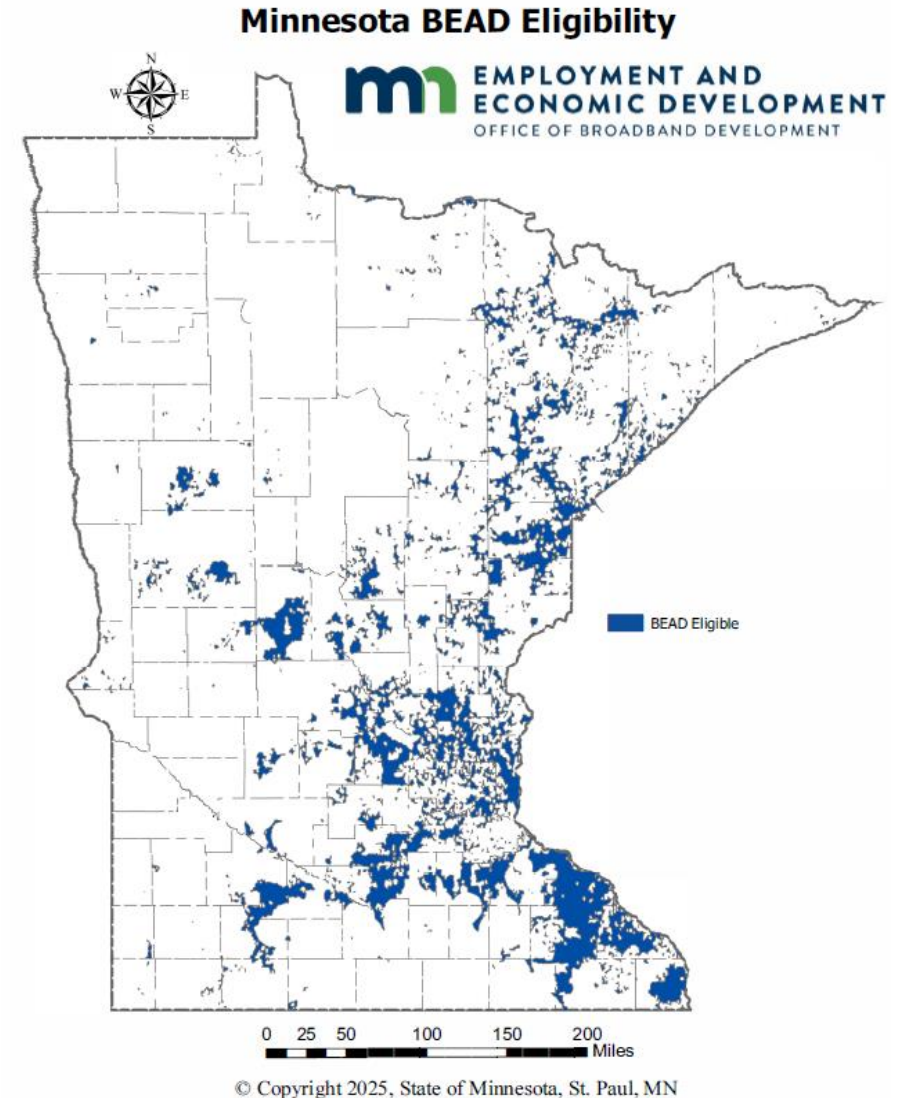 Minnesota BEAD Eligibility
N
W E
S
mn EMPLOYMENT AND
ECONOMIC DEVELOPMENT
OFFICE OF BROADBAND DEVELOPMENT
BEAD Eligible
0 25 50 100 150 200
Miles
© Copyright 2025, State of Minnesota, St. Paul, MN